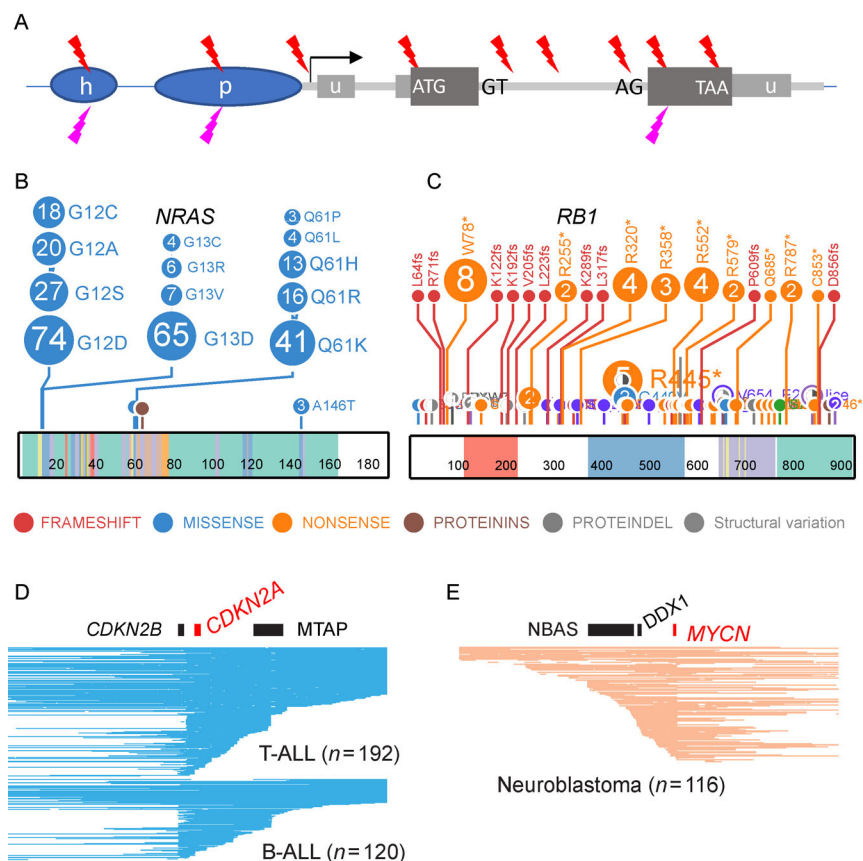 A
h
p
u
ATG
GT
AG
TAA
u
B
NRAS
18 G12C
20 G12A
27 G12S
74 G12D
4 G13C
6 G13R
7 G13V
65 G13D
3 Q61P
4 Q61L
13 Q61H
16 Q61R
41 Q61K
3 A146T
20 40 60 80 100 120 140 160 180
C
RB1
L64fs
R71fs
8 W78*
K122fs
K192fs
V205fs
L223fs
2 R255*
K289fs
L317fs
4 R320*
3 R358*
4 R552*
2 R579*
P609fs
Q685*
2 R787*
C853*
D856fs
5 R445*
2
100 200 300 400 500 600 700 800 900
FRAMESHIFT MISSENSE NONSENSE PROTEININS PROTEINDEL Structural variation
D
CDKN2B
CDKN2A
MTAP
T-ALL (n=192)
B-ALL (n=120)
E
NBAS
DDX1
MYCN
Neuroblastoma (n=116)